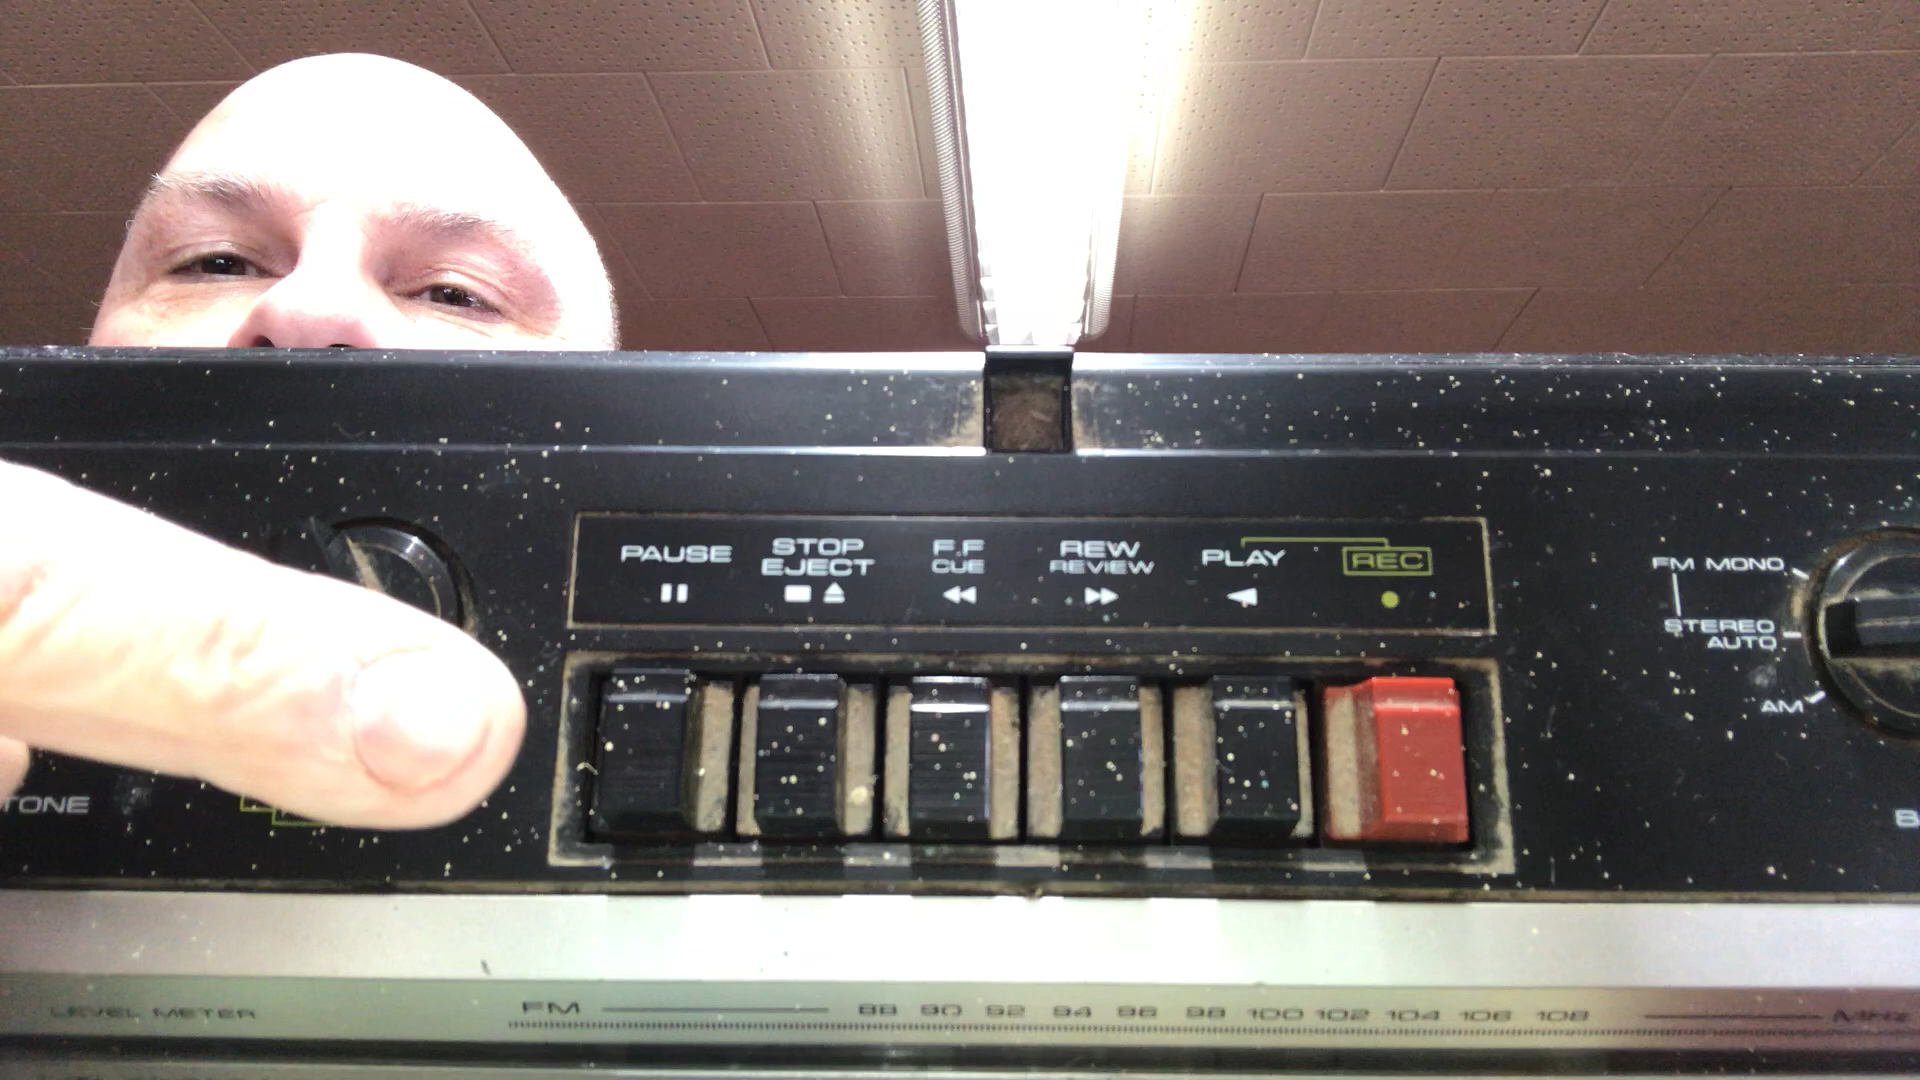 PAUSE
STOP
EJECT
F.F
CUE
REW
REVIEW
PLAY
REC
FM MONO
STEREO
AUTO
AM
TONE
LEVEL METER
FM 88 90 92 94 96 98 100 102 104 106 108 MHz